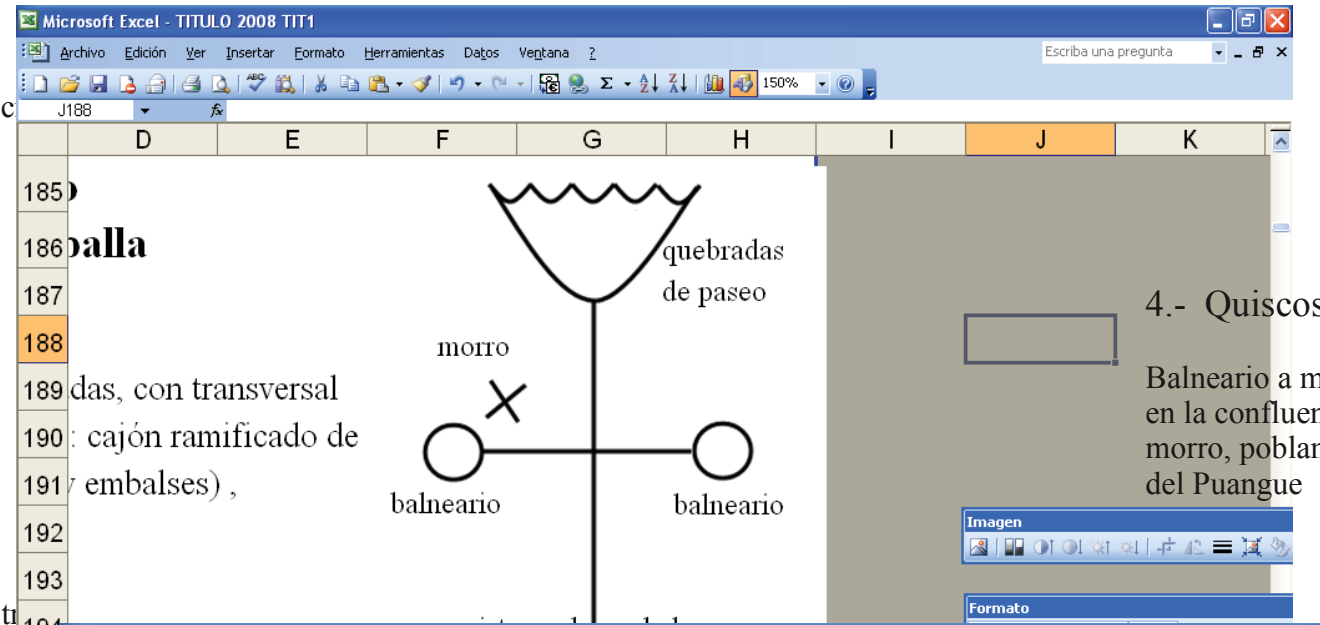 Microsoft Excel - TITULO 2008 TIT1
Archivo Edición Ver Insertar Formato Herramientas Datos Ventana ? Escriba una pregunta
150%
J188 fx
D E F G H I J K
185
186 balla
187
188
189 das, con transversal
190 : cajón ramificado de
191 y embalses) ,
192
193
quebradas
de paseo
morro
balneario
balneario
4.- Quiscos
Balneario a m
en la confluen
morro, poblan
del Puangue
Imagen
Formato